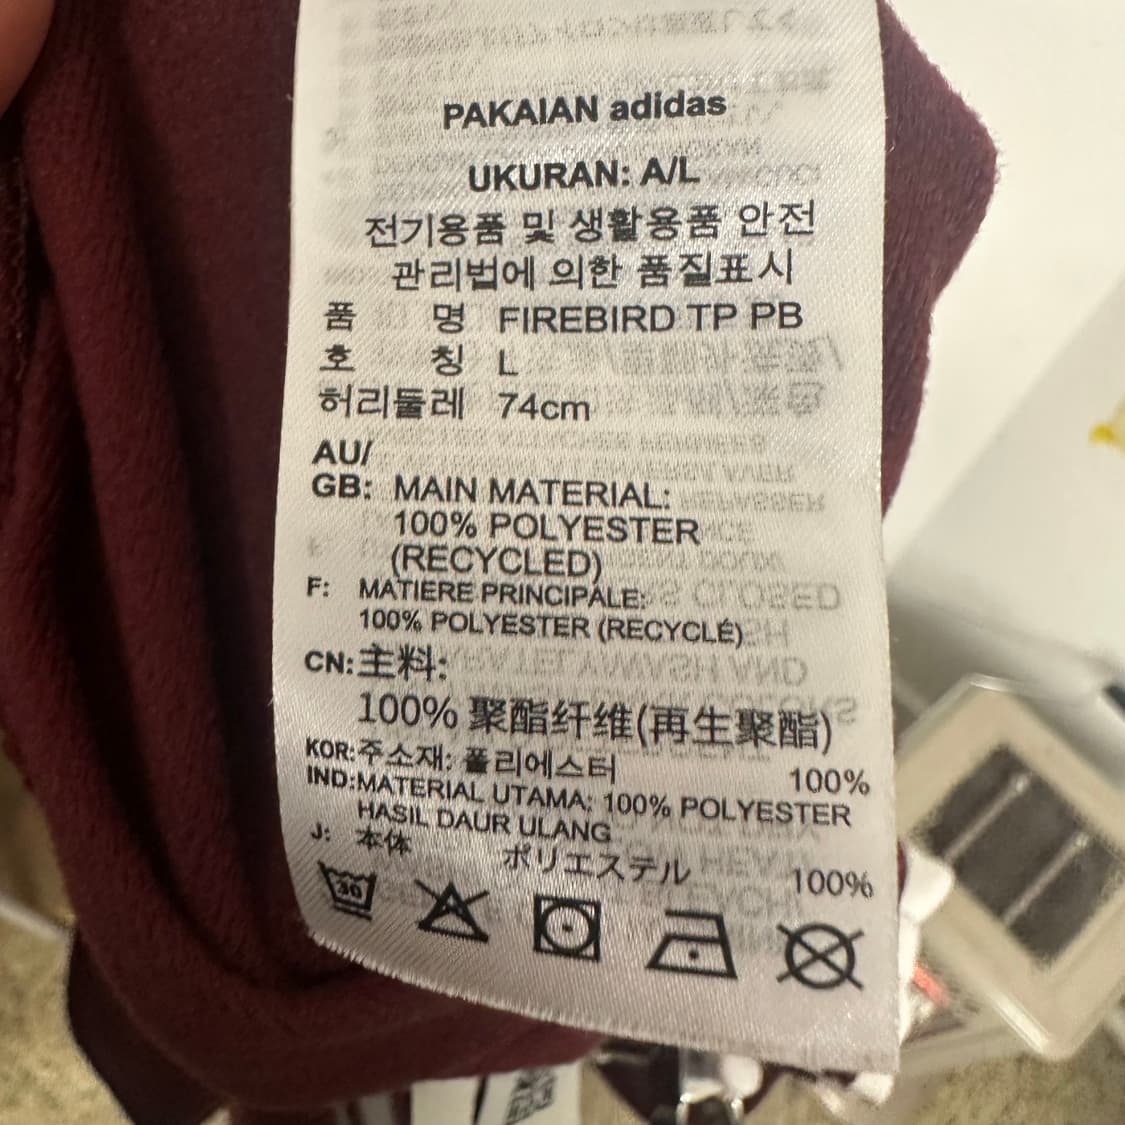 PAKAIAN adidas
UKURAN: A/L
전기용품 및 생활용품 안전
관리법에 의한 품질표시
품 명 FIREBIRD TP PB
호 칭 L
허리둘레 74cm
AU/
GB: MAIN MATERIAL:
100% POLYESTER
(RECYCLED)
F: MATIERE PRINCIPALE:
100% POLYESTER (RECYCLÉ)
CN:主料:
100% 聚酯纤维(再生聚酯)
KOR:주소재: 폴리에스터 100%
IND:MATERIAL UTAMA: 100% POLYESTER
HASIL DAUR ULANG
J: 本体 ポリエステル 100%
30